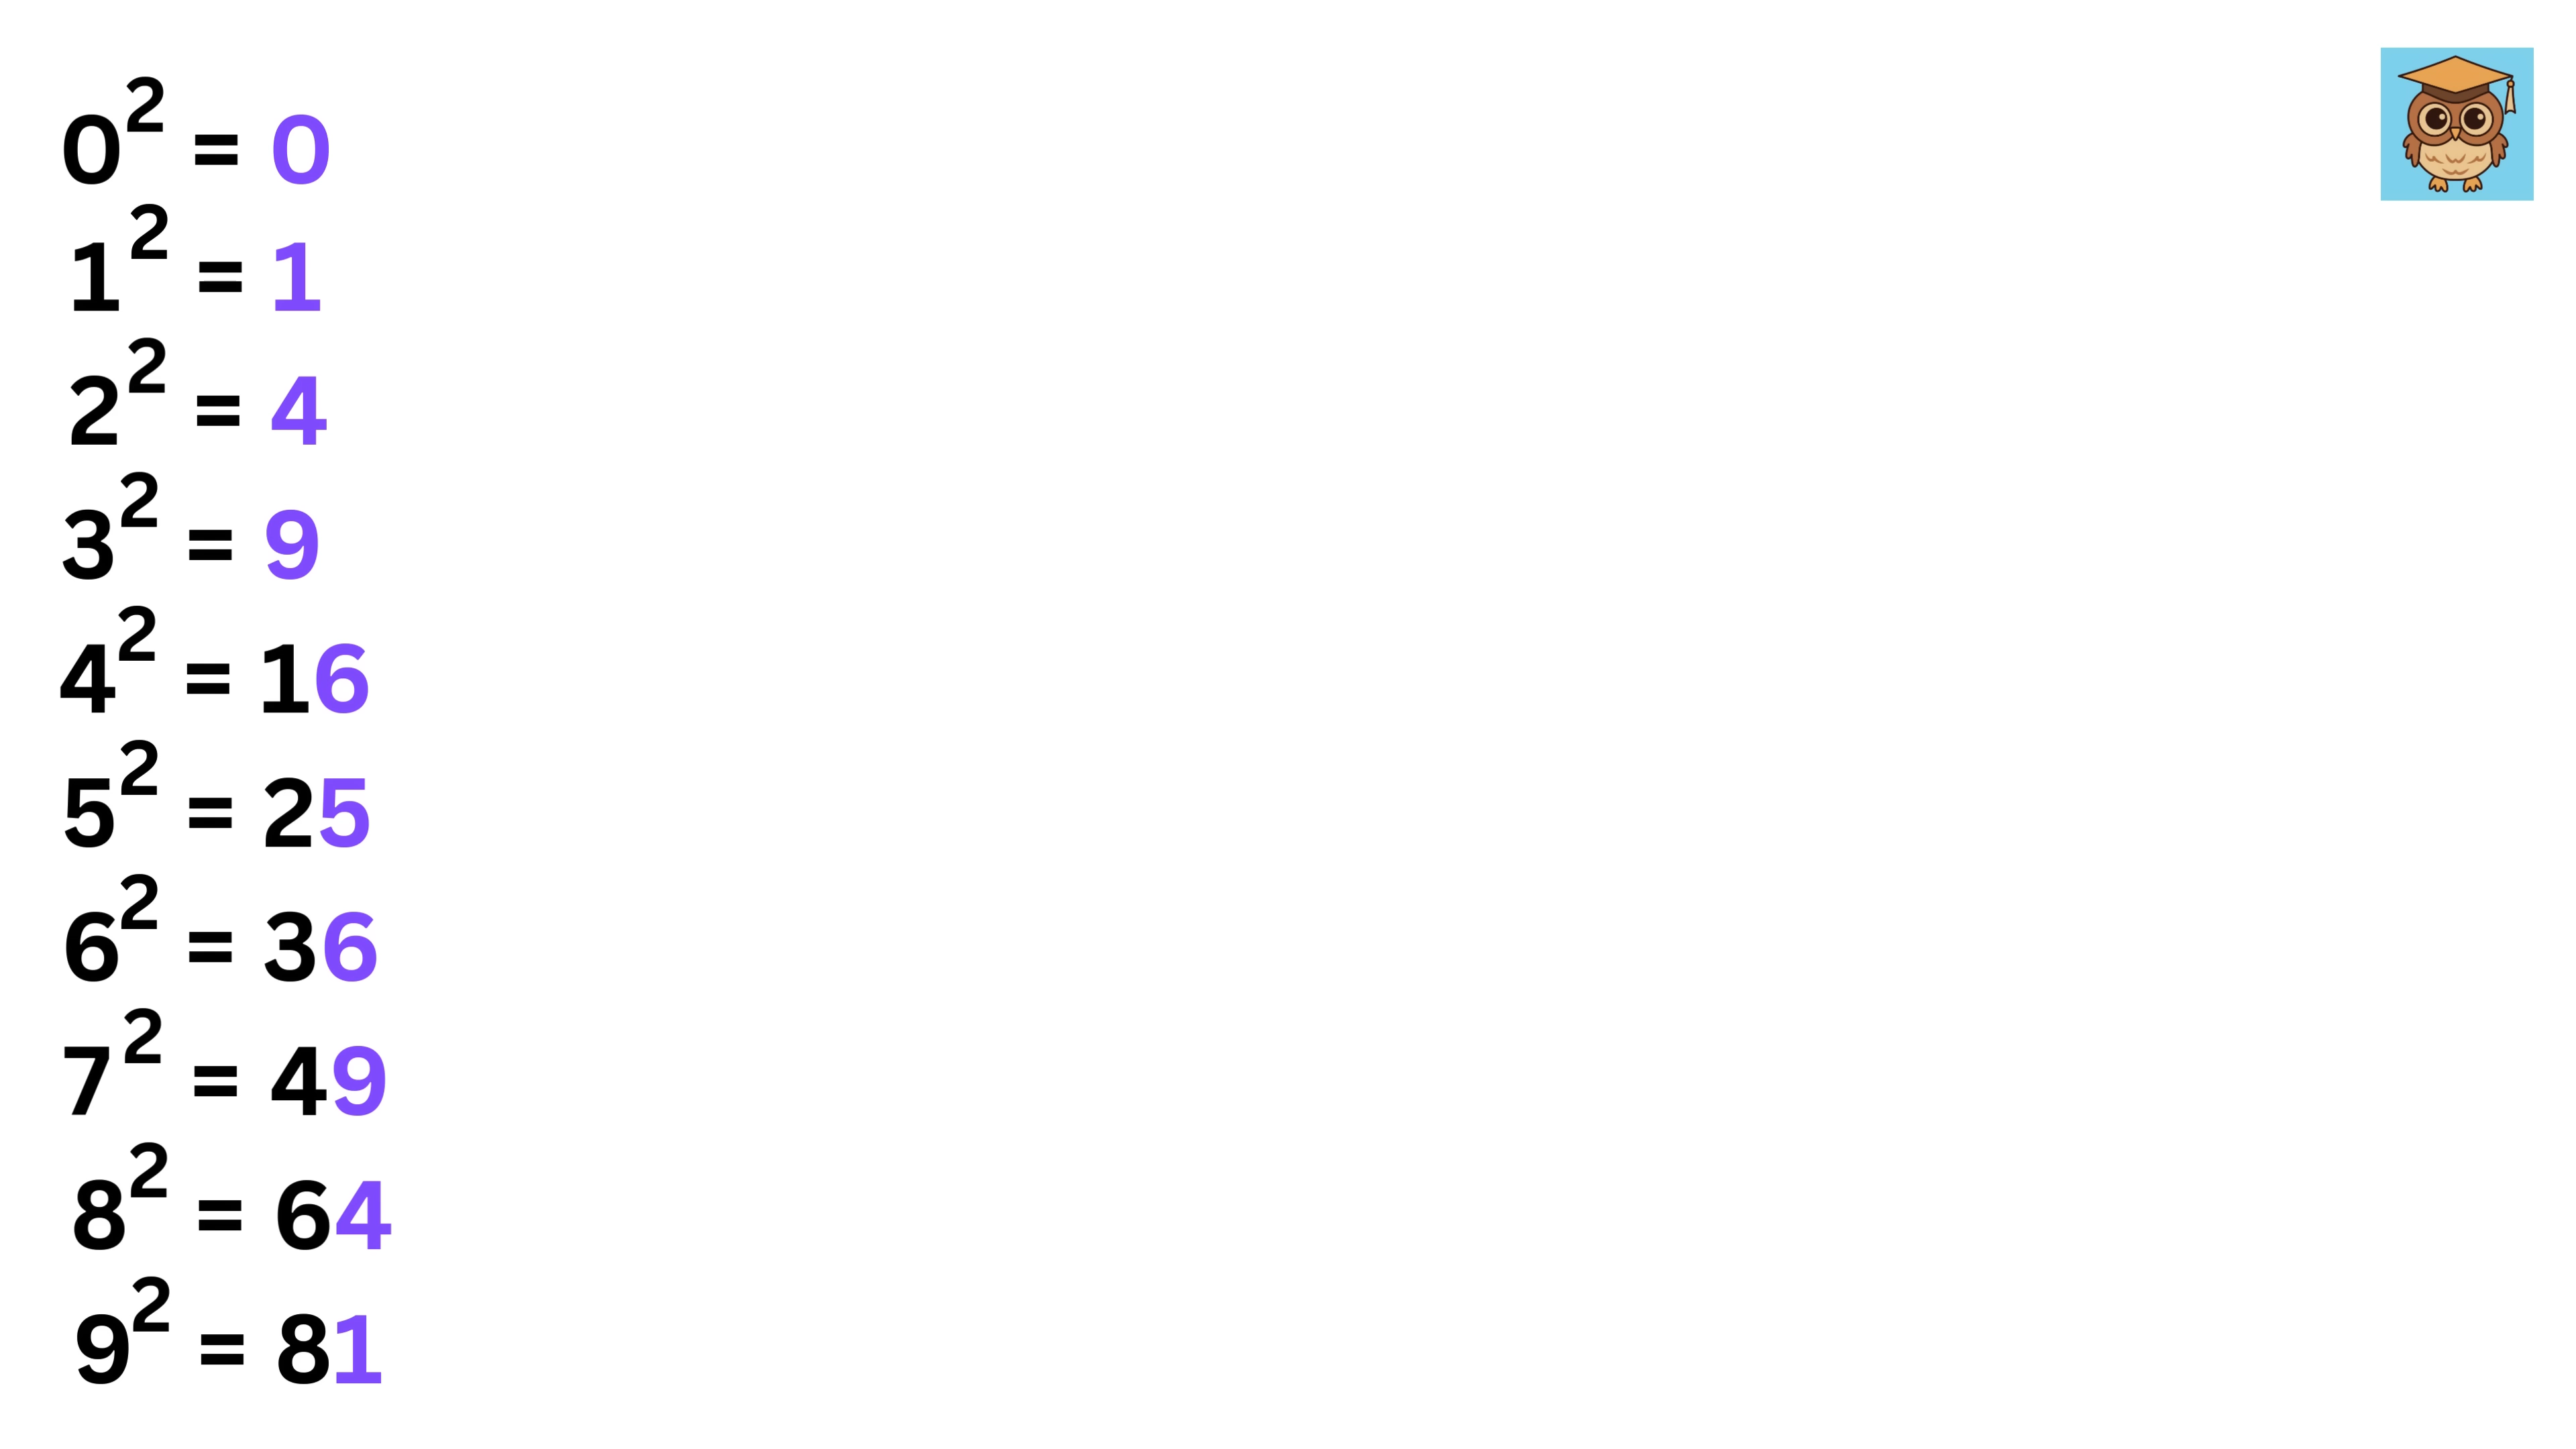 0² = 0
1² = 1
2² = 4
3² = 9
4² = 16
5² = 25
6² = 36
7² = 49
8² = 64
9² = 81